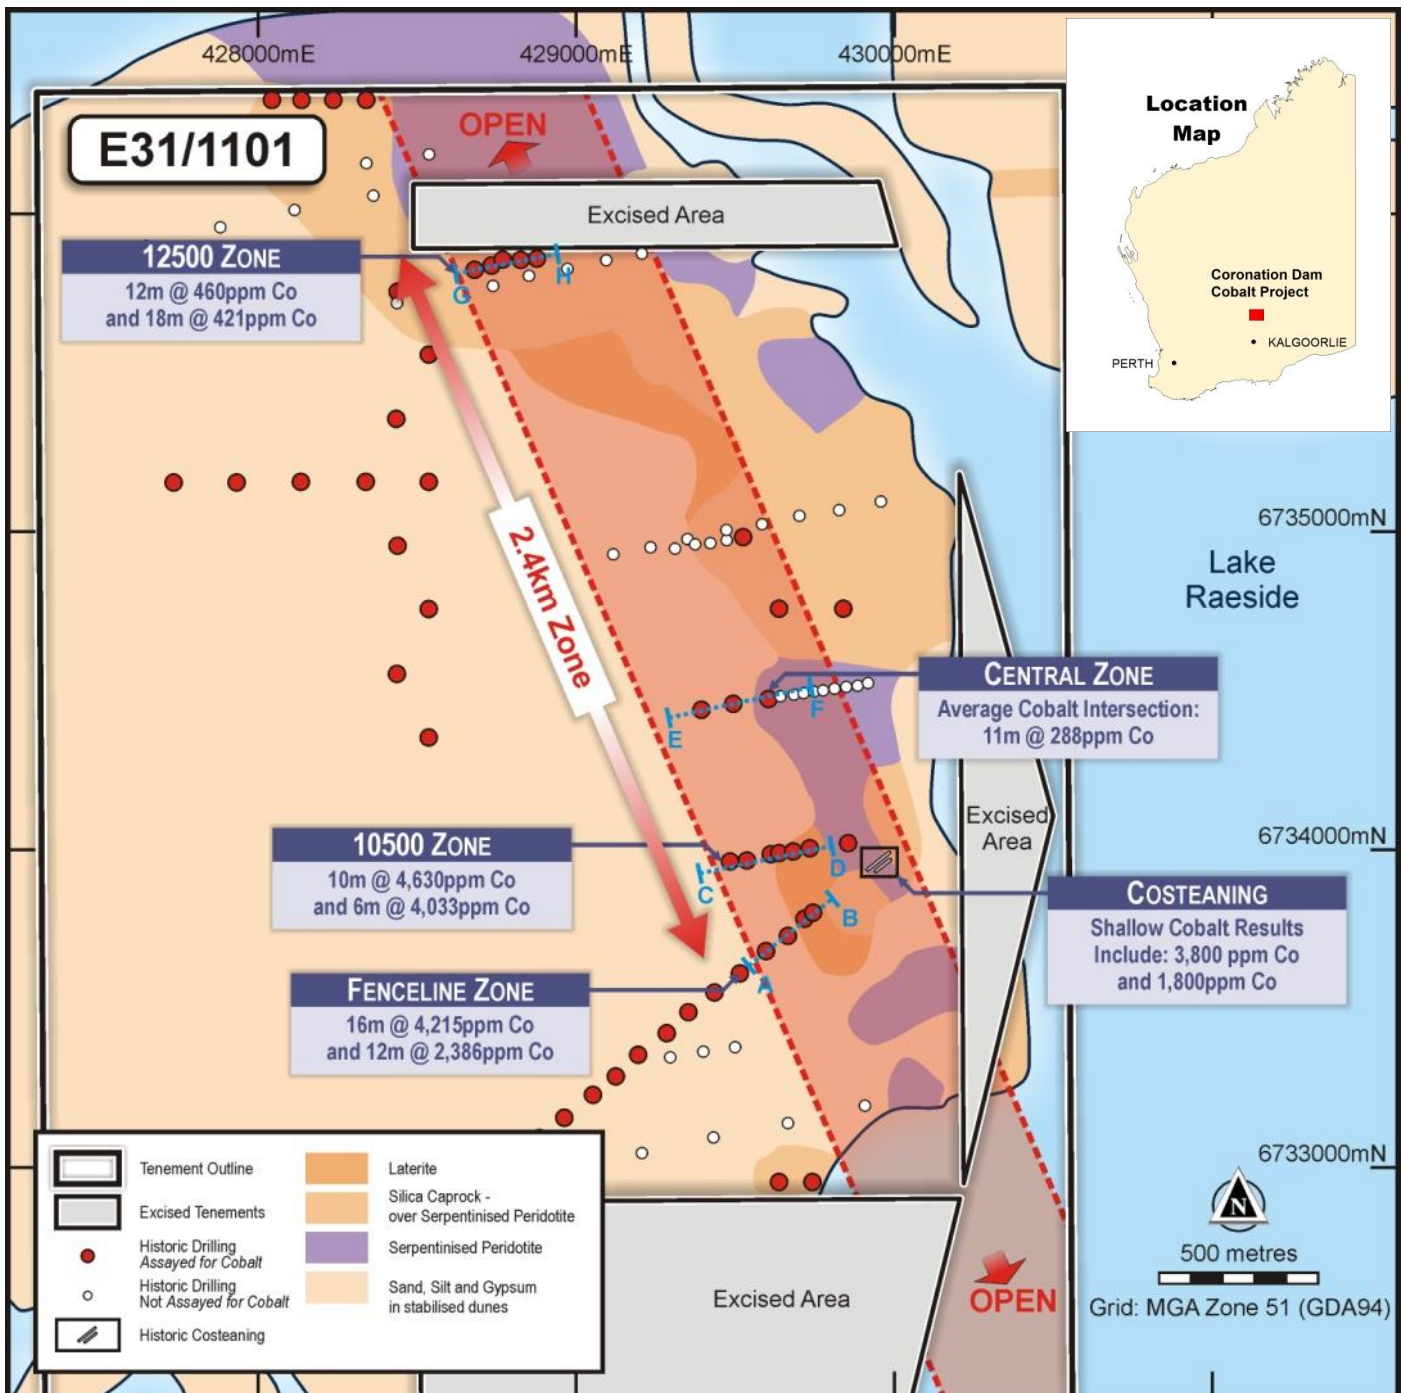 428000mE
429000mE
430000mE
Location
Map
OPEN
E31/1101
Excised Area
12500 ZONE
12m @ 460ppm Co
and 18m @ 421ppm Co
G
H
Coronation Dam
Cobalt Project
KALGOORLIE
PERTH
6735000mN
2.4km Zone
Lake
Raeside
CENTRAL ZONE
Average Cobalt Intersection:
11m @ 288ppm Co
E
F
10500 ZONE
10m @ 4,630ppm Co
and 6m @ 4,033ppm Co
C
D
Excised
Area
6734000mN
COSTEANING
Shallow Cobalt Results
Include: 3,800 ppm Co
and 1,800ppm Co
B
A
FENCELINE ZONE
16m @ 4,215ppm Co
and 12m @ 2,386ppm Co
6733000mN
Tenement Outline
Excised Tenements
Historic Drilling
Assayed for Cobalt
Historic Drilling
Not Assayed for Cobalt
Historic Costeaning
Laterite
Silica Caprock -
over Serpentinised Peridotite
Serpentinised Peridotite
Sand, Silt and Gypsum
in stabilised dunes
Excised Area
OPEN
N
500 metres
Grid: MGA Zone 51 (GDA94)